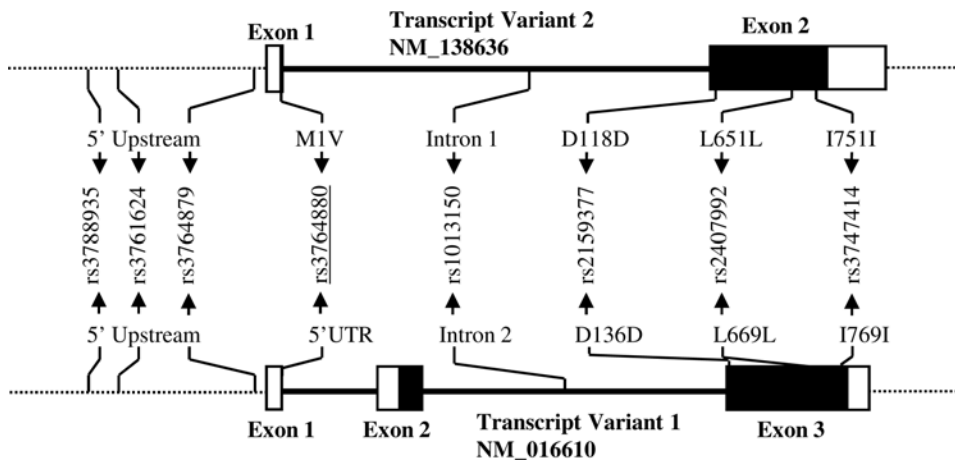 Exon 1
Transcript Variant 2
NM_138636
Exon 2
5’ Upstream
M1V
Intron 1
D118D
L651L
I751I
rs3788935
rs3761624
rs3764879
rs3764880
rs1013150
rs2159377
rs2407992
rs3747414
5’ Upstream
5’UTR
Intron 2
D136D
L669L
I769I
Exon 1
Exon 2
Transcript Variant 1
NM_016610
Exon 3